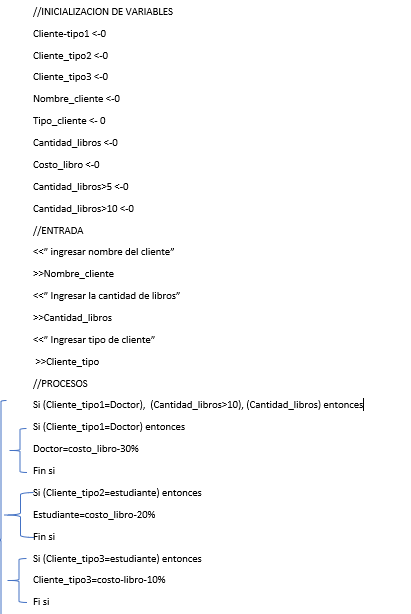 //INICIALIZACION DE VARIABLES
Cliente-tipo1 <-0
Cliente_tipo2 <-0
Cliente_tipo3 <-0
Nombre_cliente <-0
Tipo_cliente <- 0
Cantidad_libros <-0
Costo_libro <-0
Cantidad_libros>5 <-0
Cantidad_libros>10 <-0
//ENTRADA
<<” ingresar nombre del cliente”
>>Nombre_cliente
<<” Ingresar la cantidad de libros”
>>Cantidad_libros
<<” Ingresar tipo de cliente”
>>Cliente_tipo
//PROCESOS
Si (Cliente_tipo1=Doctor), (Cantidad_libros>10), (Cantidad_libros) entonces
Si (Cliente_tipo1=Doctor) entonces
Doctor=costo_libro-30%
Fin si
Si (Cliente_tipo2=estudiante) entonces
Estudiante=costo_libro-20%
Fin si
Si (Cliente_tipo3=estudiante) entonces
Cliente_tipo3=costo-libro-10%
Fi si